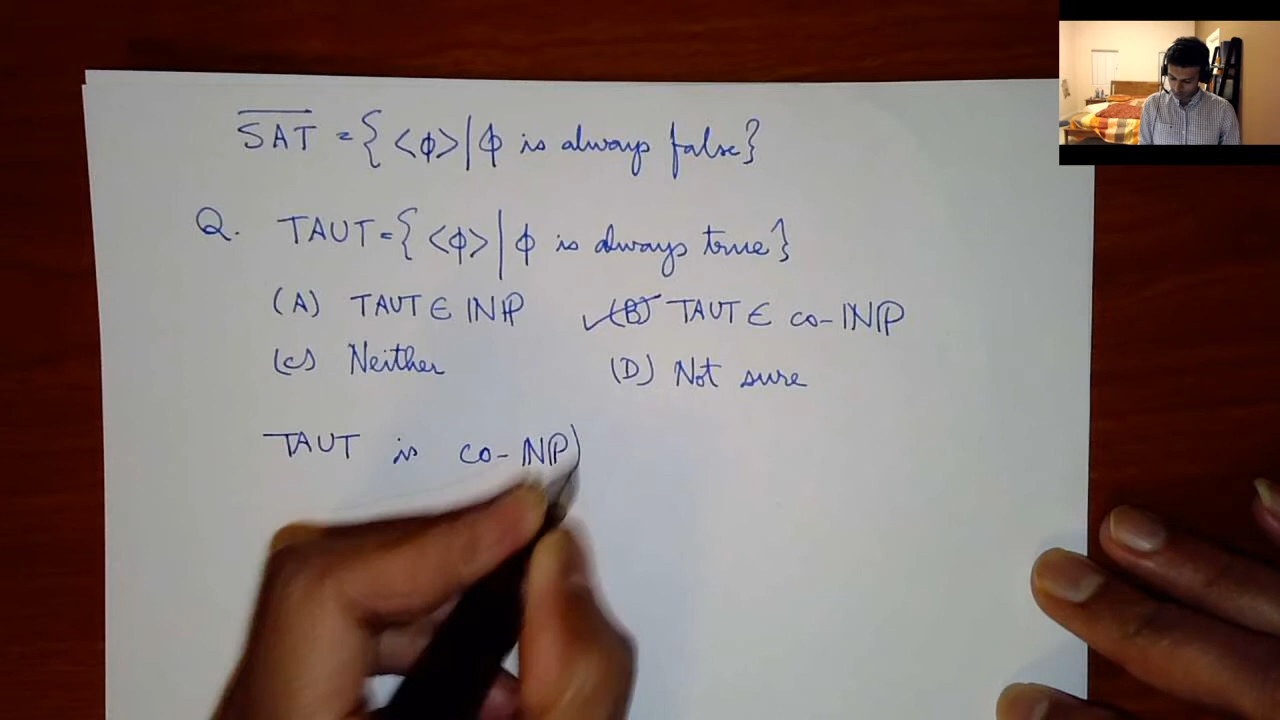 SAT = {<ϕ>|ϕ is always false}
Q. TAUT = {<ϕ>|ϕ is always true}
(A) TAUT ∈ NP (B) TAUT ∈ co-NP
(C) Neither (D) Not sure
TAUT is co-NP)